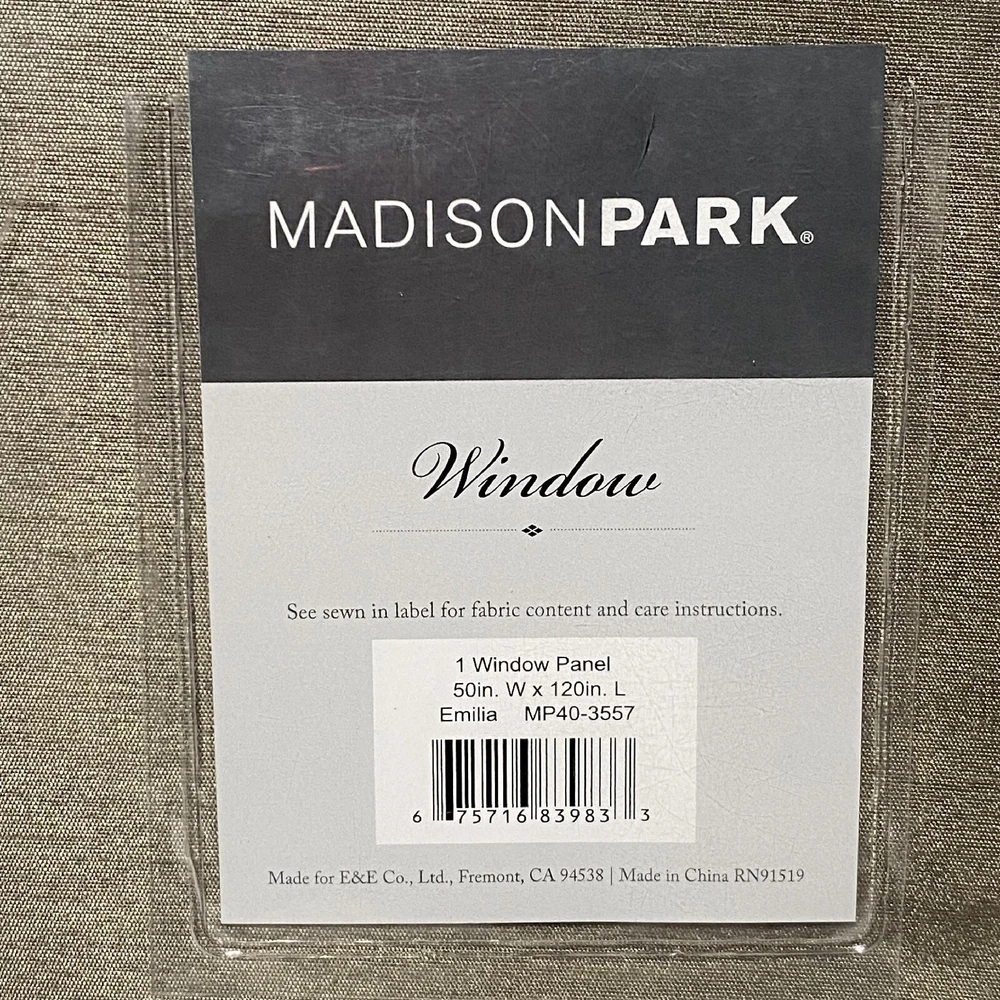 MADISONPARK®
Window
See sewn in label for fabric content and care instructions.
1 Window Panel
50in. W x 120in. L
Emilia MP40-3557
6 75716 83983 3
Made for E&E Co., Ltd., Fremont, CA 94538 | Made in China RN91519